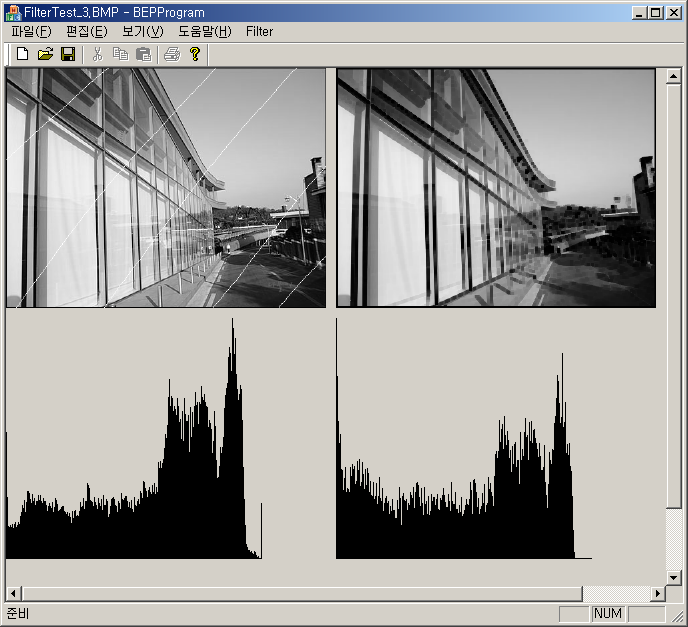 FilterTest_3.BMP - BEPProgram
파일(F) 편집(E) 보기(V) 도움말(H) Filter
준비 NUM